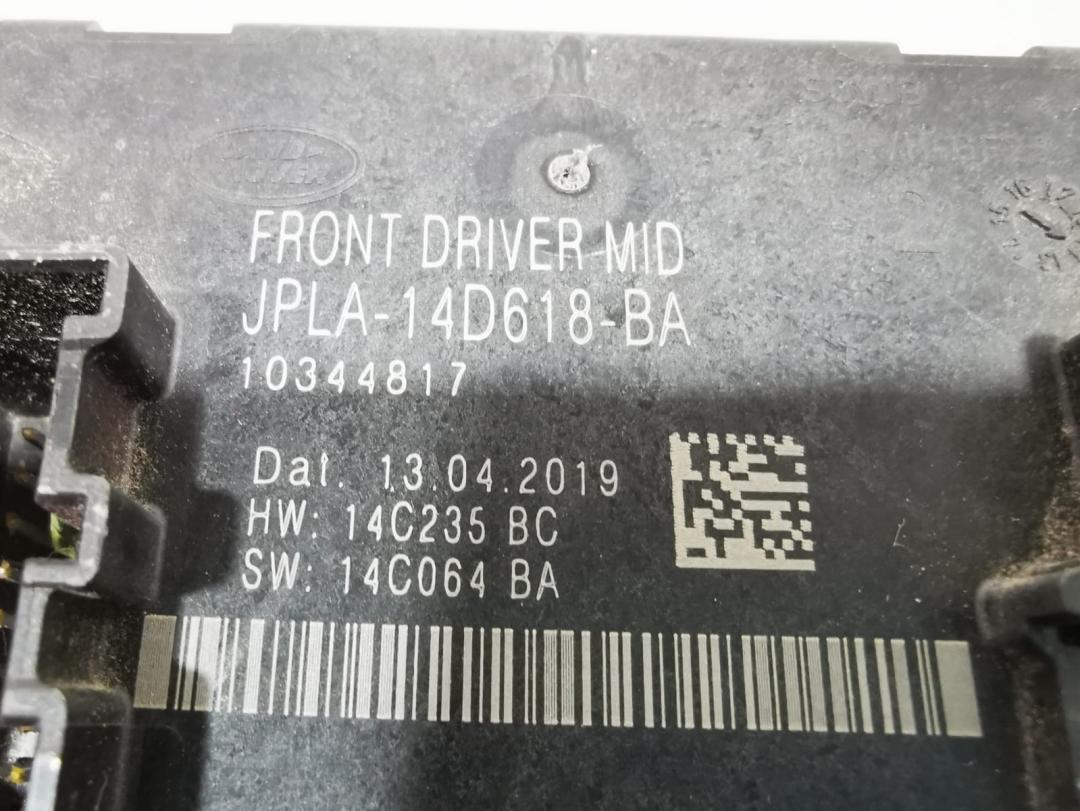 FRONT DRIVER MID
JPLA-14D618-BA
10344817
Dat. 13.04.2019
HW: 14C235 BC
SW: 14C064 BA